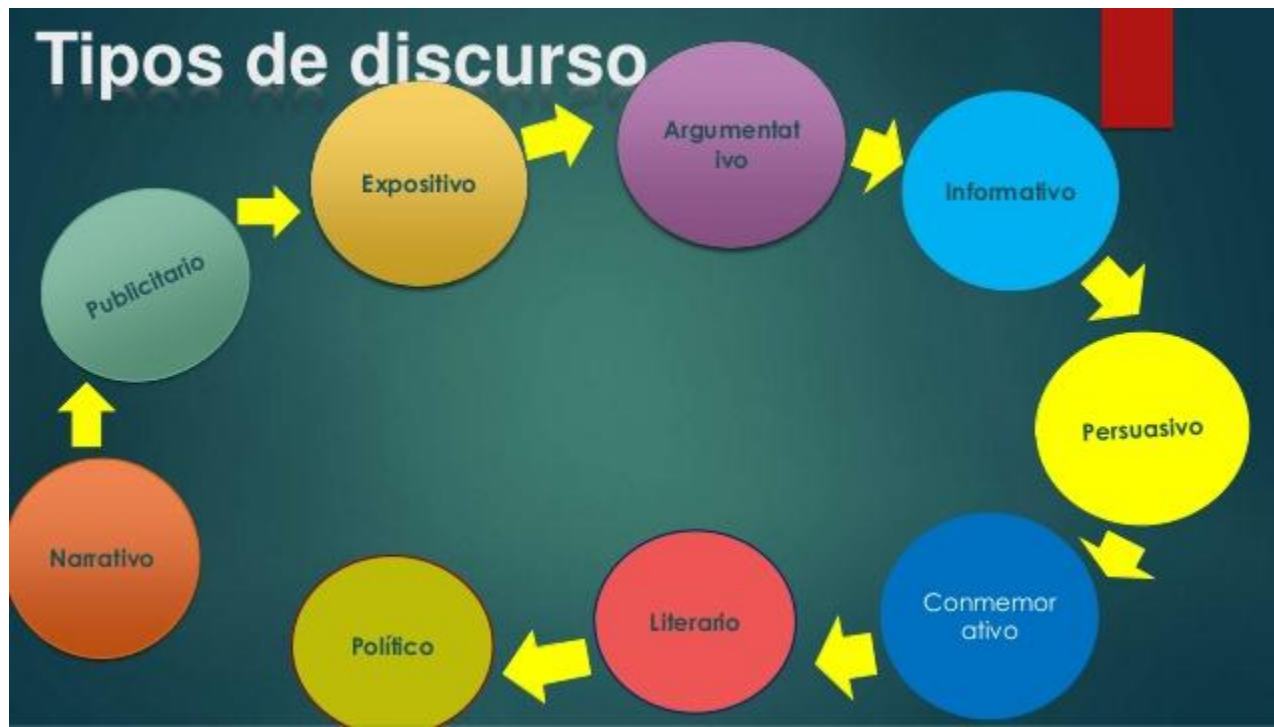 Tipos de discurso
Narrativo
Publicitario
Expositivo
Argumentat
ivo
Informativo
Persuasivo
Conmemor
ativo
Literario
Político